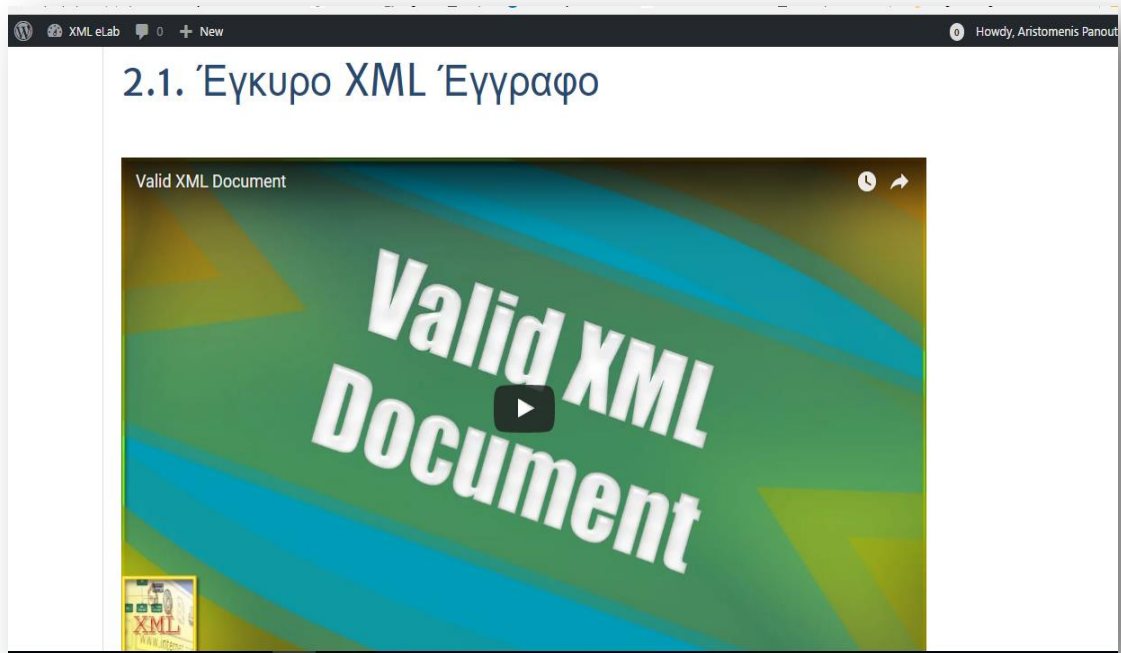 XML eLab 0 + New 0 Howdy, Aristomenis Panout
2.1. Έγκυρο XML Έγγραφο
Valid XML Document
Valid XML
Document
XML